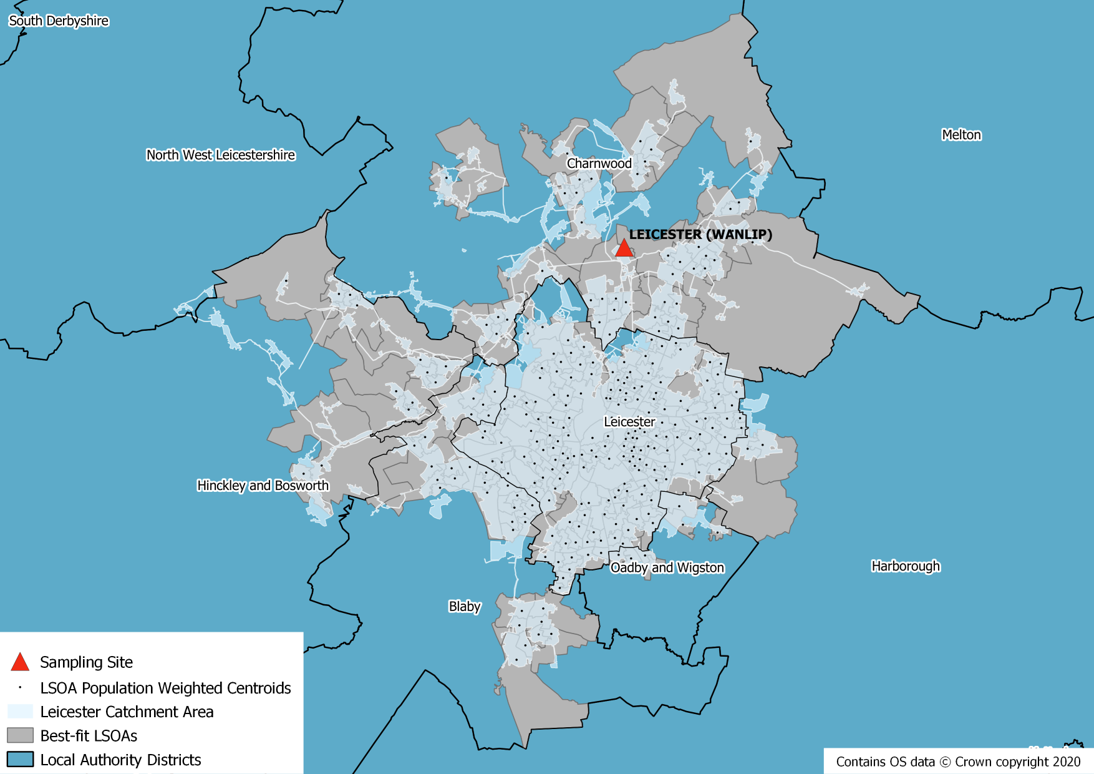 South Derbyshire
Melton
North West Leicestershire
Charnwood
LEICESTER (WANLIP)
Leicester
Hinckley and Bosworth
Harborough
Oadby and Wigston
Blaby
Sampling Site
LSOA Population Weighted Centroids
Leicester Catchment Area
Best-fit LSOAs
Local Authority Districts
Contains OS data © Crown copyright 2020